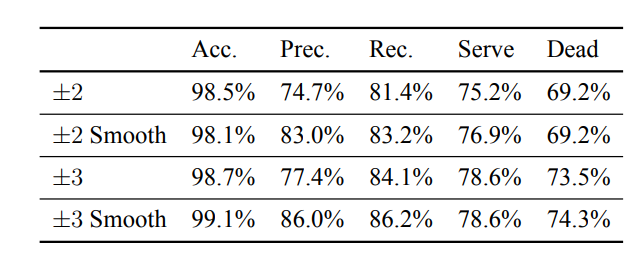 Acc. Prec. Rec. Serve Dead
±2 98.5% 74.7% 81.4% 75.2% 69.2%
±2 Smooth 98.1% 83.0% 83.2% 76.9% 69.2%
±3 98.7% 77.4% 84.1% 78.6% 73.5%
±3 Smooth 99.1% 86.0% 86.2% 78.6% 74.3%